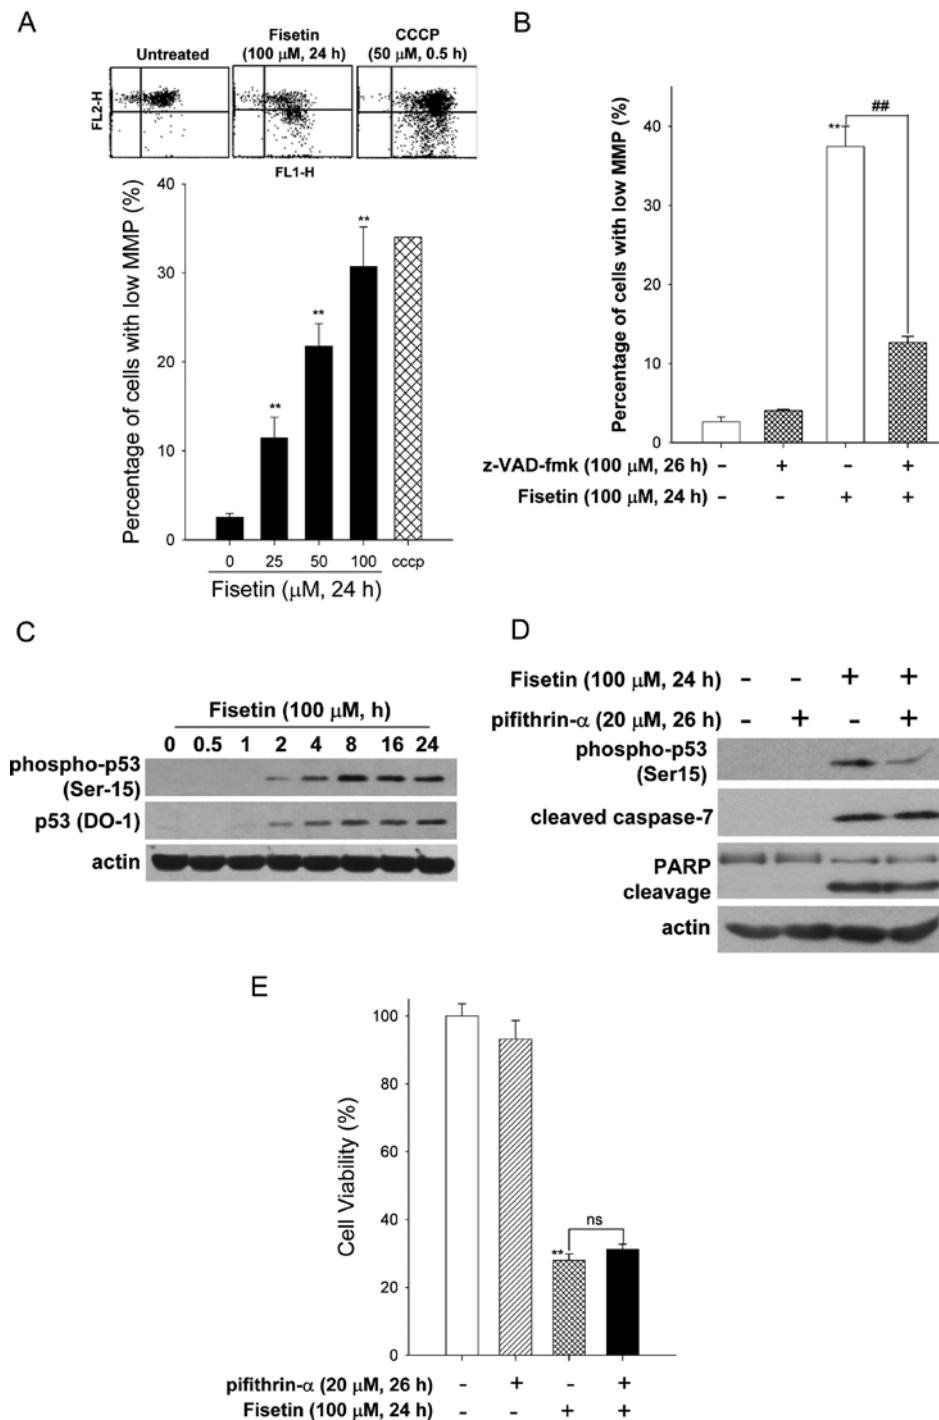 A
Untreated
Fisetin
(100 μM, 24 h)
CCCP
(50 μM, 0.5 h)
FL2-H
FL1-H
Percentage of cells with low MMP (%)
40
30
20
10
0
**
**
**
0 25 50 100 cccp
Fisetin (μM, 24 h)
B
Percentage of cells with low MMP (%)
40
30
20
10
0
**
##
z-VAD-fmk (100 μM, 26 h) - + - +
Fisetin (100 μM, 24 h) - - + +
C
Fisetin (100 μM, h)
0 0.5 1 2 4 8 16 24
phospho-p53
(Ser-15)
p53 (DO-1)
actin
D
Fisetin (100 μM, 24 h) - - + +
pifithrin-α (20 μM, 26 h) - + - +
phospho-p53
(Ser15)
cleaved caspase-7
PARP
cleavage
actin
E
Cell Viability (%)
100
80
60
40
20
0
**
ns
pifithrin-α (20 μM, 26 h) - + - +
Fisetin (100 μM, 24 h) - - + +